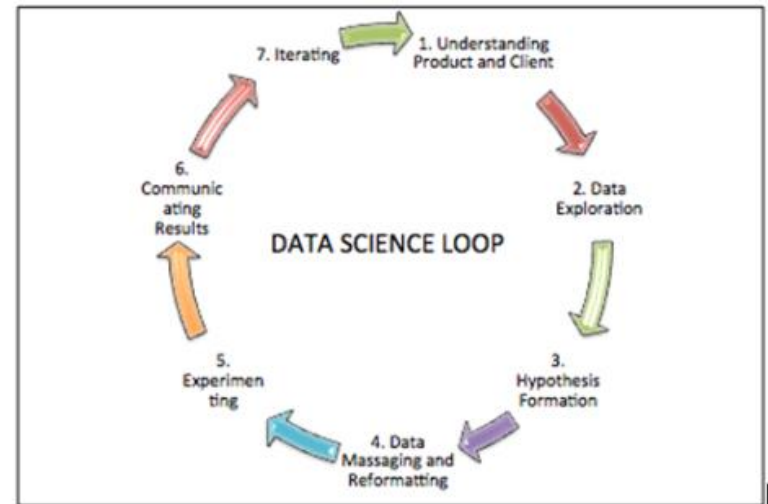 DATA SCIENCE LOOP
1. Understanding
Product and Client
2. Data
Exploration
3.
Hypothesis
Formation
4. Data
Massaging and
Reformatting
5.
Experimen
ting
6.
Communic
ating
Results
7. Iterating